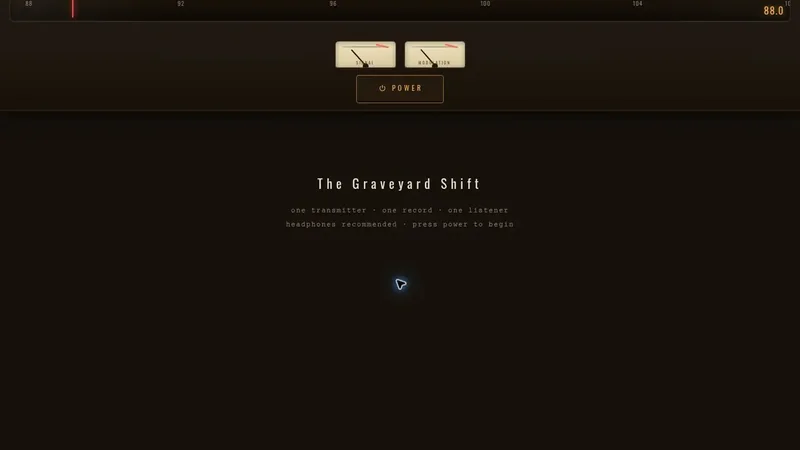 88 92 96 100 104
88.0
SIGNAL MODULATION
POWER
The Graveyard Shift
one transmitter · one record · one listener
headphones recommended · press power to begin